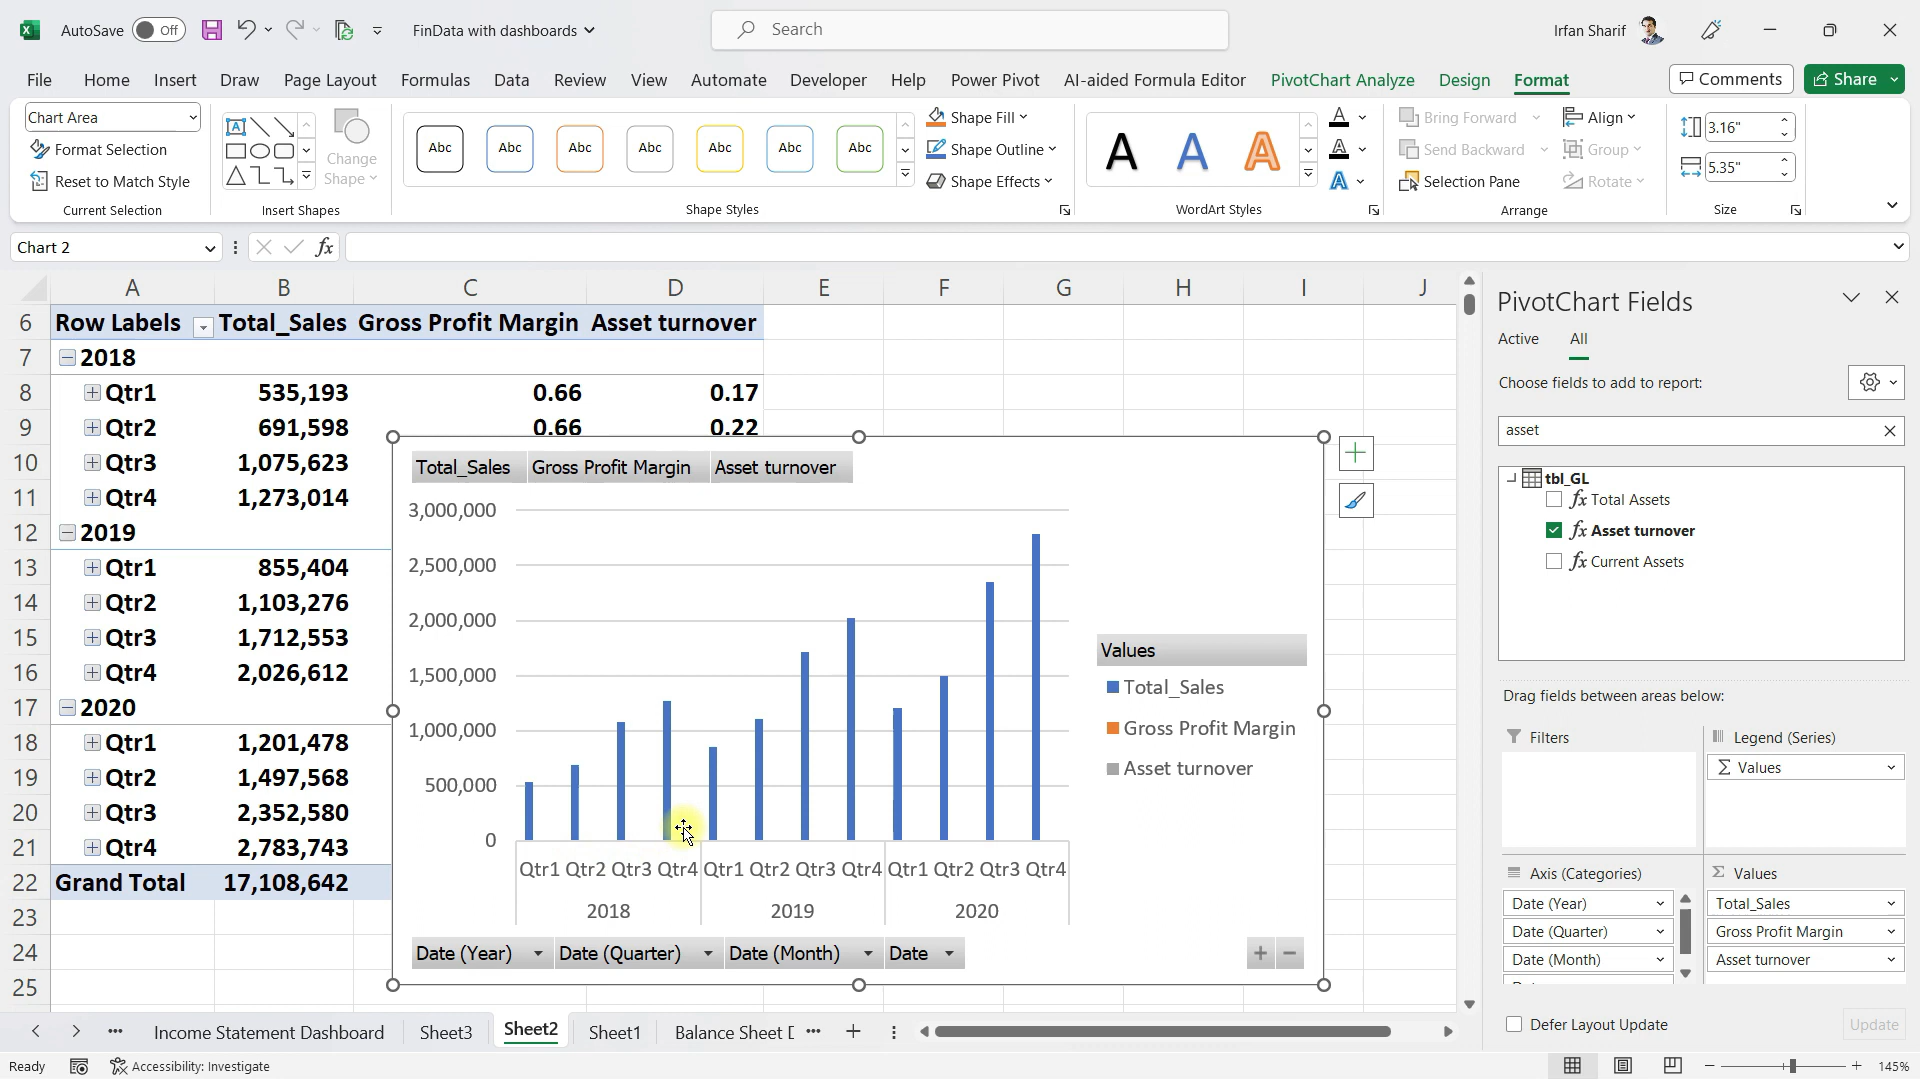 AutoSave Off FinData with dashboards Search Irfan Sharif
File Home Insert Draw Page Layout Formulas Data Review View Automate Developer Help Power Pivot AI-aided Formula Editor PivotChart Analyze Design Format Comments Share
Chart Area
Format Selection
Reset to Match Style
Current Selection
Change
Shape
Insert Shapes
Abc Abc Abc Abc Abc Abc Abc
Shape Fill
Shape Outline
Shape Effects
Shape Styles
A A A
WordArt Styles
Bring Forward
Send Backward
Selection Pane
Align
Group
Rotate
Arrange
3.16"
5.35"
Size
Chart 2 fx
A B C D E F G H I J
6 Row Labels Total_Sales Gross Profit Margin Asset turnover
7 2018
8 Qtr1 535,193 0.66 0.17
9 Qtr2 691,598 0.66 0.22
10 Qtr3 1,075,623
11 Qtr4 1,273,014
12 2019
13 Qtr1 855,404
14 Qtr2 1,103,276
15 Qtr3 1,712,553
16 Qtr4 2,026,612
17 2020
18 Qtr1 1,201,478
19 Qtr2 1,497,568
20 Qtr3 2,352,580
21 Qtr4 2,783,743
22 Grand Total 17,108,642
23
24
25
Total_Sales Gross Profit Margin Asset turnover
3,000,000
2,500,000
2,000,000
1,500,000
1,000,000
500,000
0
Qtr1 Qtr2 Qtr3 Qtr4 Qtr1 Qtr2 Qtr3 Qtr4 Qtr1 Qtr2 Qtr3 Qtr4
2018 2019 2020
Values
Total_Sales
Gross Profit Margin
Asset turnover
Date (Year) Date (Quarter) Date (Month) Date
PivotChart Fields
Active All
Choose fields to add to report:
asset
tbl_GL
fx Total Assets
fx Asset turnover
fx Current Assets
Drag fields between areas below:
Filters
Legend (Series)
Σ Values
Axis (Categories)
Date (Year)
Date (Quarter)
Date (Month)
Σ Values
Total_Sales
Gross Profit Margin
Asset turnover
Defer Layout Update Update
Income Statement Dashboard Sheet3 Sheet2 Sheet1 Balance Sheet
Ready Accessibility: Investigate 145%